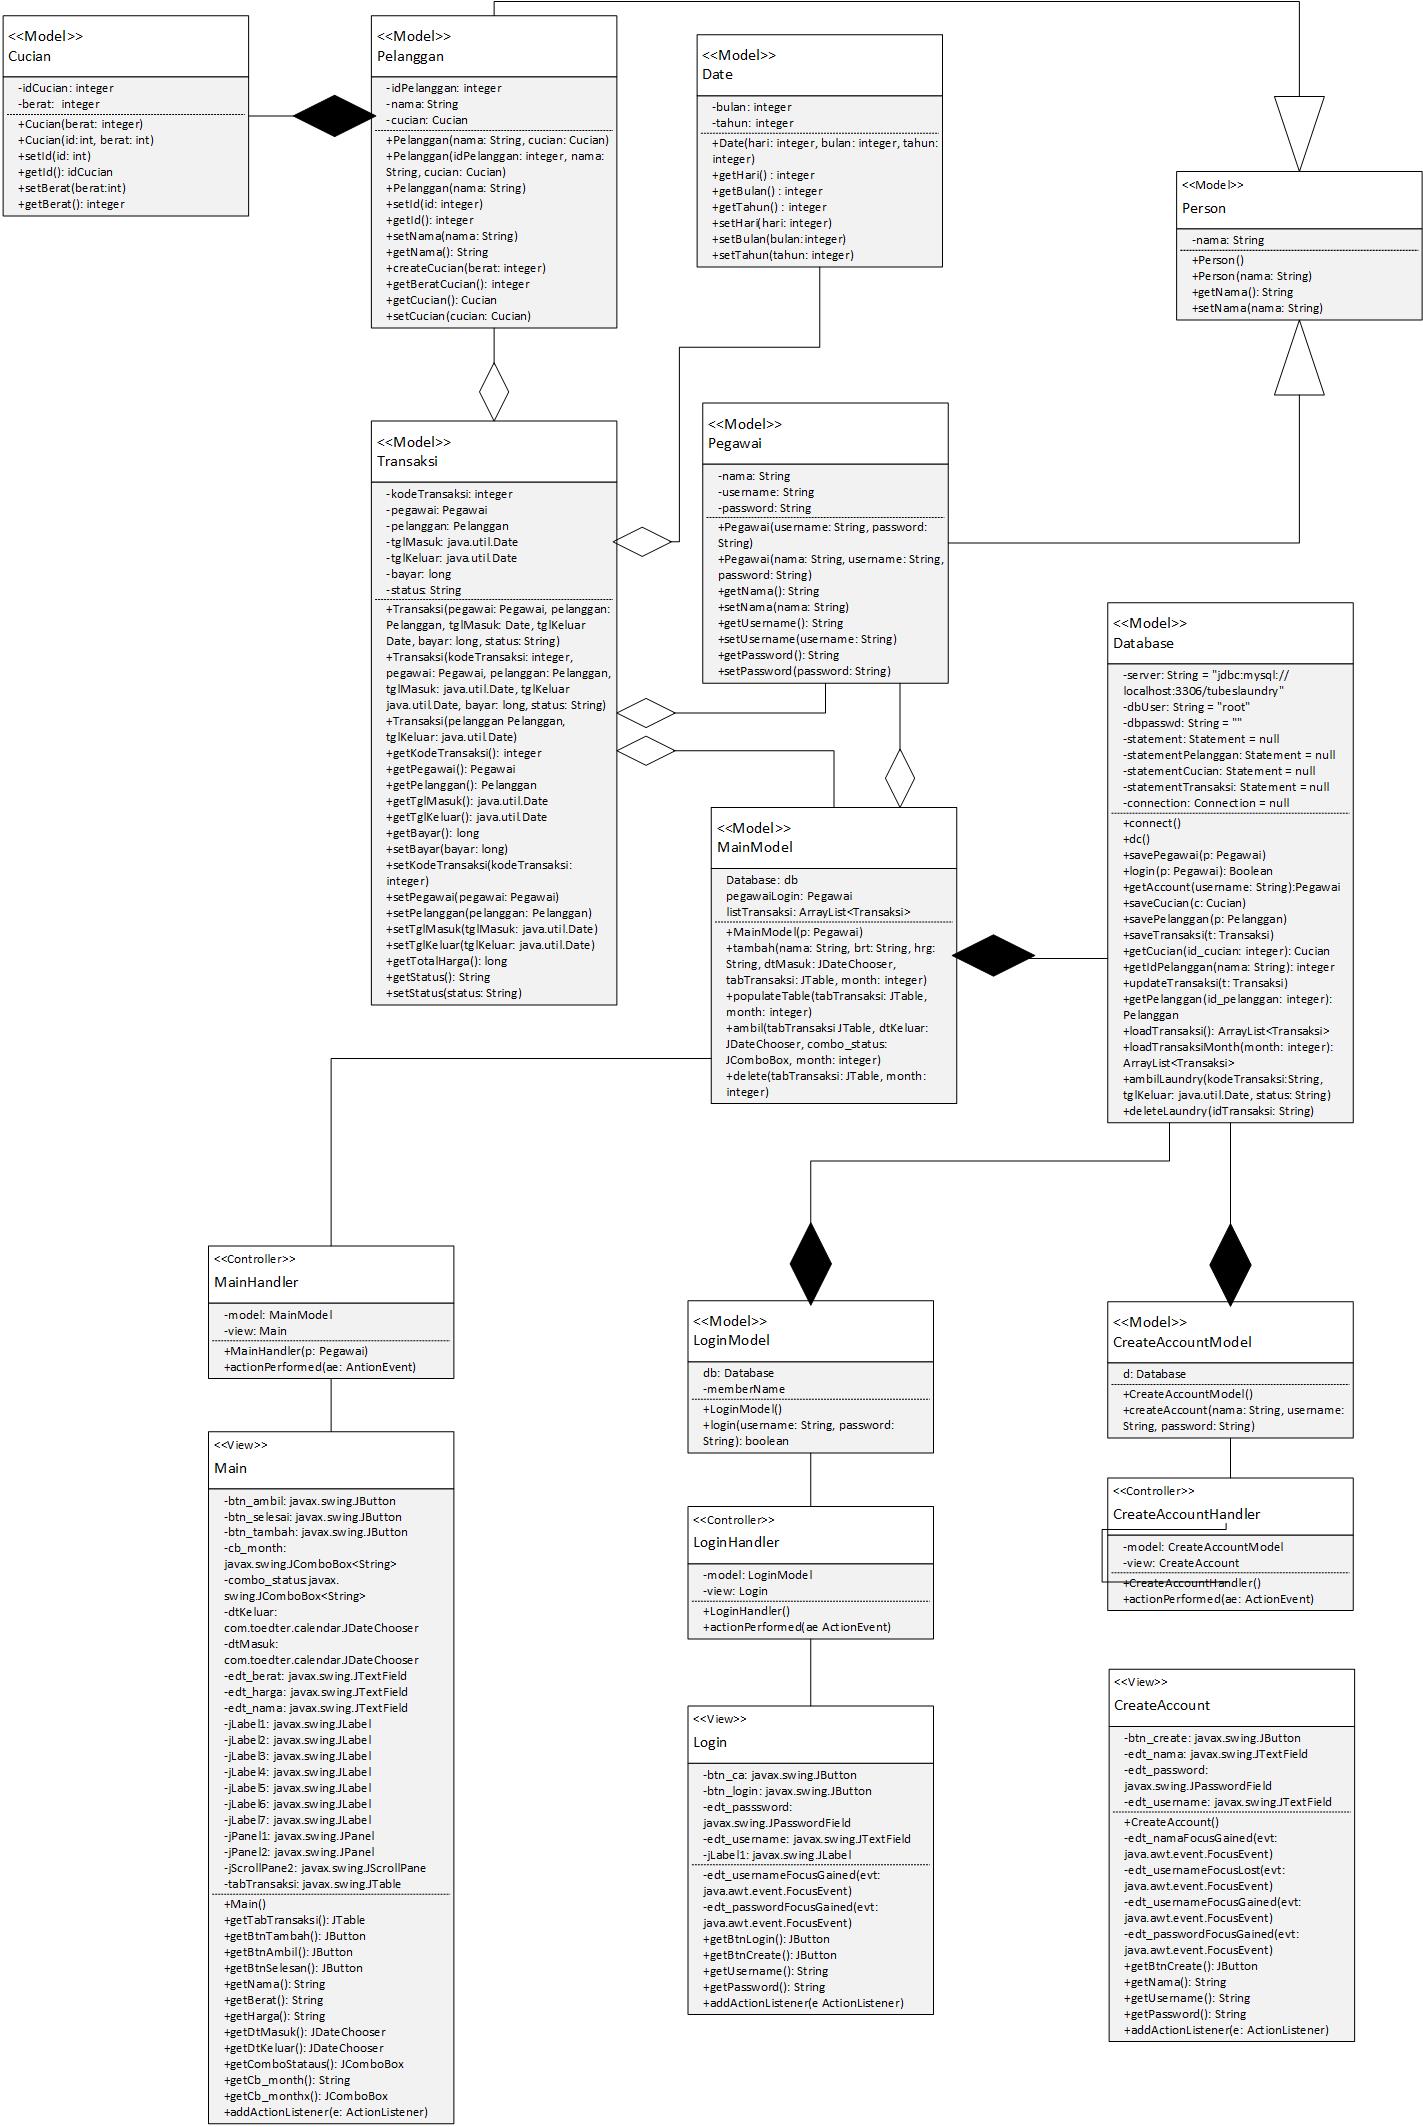 <<Model>>
Cucian
-idCucian: integer
-berat:  integer
+Cucian(berat: integer)
+Cucian(id:int, berat: int)
+setId(id: int)
+getId(): idCucian
+setBerat(berat:int)
+getBerat(): integer
<<Model>>
Pelanggan
-idPelanggan: integer
-nama: String
-cucian: Cucian
+Pelanggan(nama: String, cucian: Cucian)
+Pelanggan(idPelanggan: integer, nama:
String, cucian: Cucian)
+Pelanggan(nama: String)
+setId(id: integer)
+getId(): integer
+setNama(nama: String)
+getNama(): String
+createCucian(berat: integer)
+getBeratCucian(): integer
+getCucian(): Cucian
+setCucian(cucian: Cucian)
<<Model>>
Date
-bulan: integer
-tahun: integer
+Date(hari: integer, bulan: integer, tahun:
integer)
+getHari() : integer
+getBulan() : integer
+getTahun() : integer
+setHari(hari: integer)
+setBulan(bulan:integer)
+setTahun(tahun: integer)
<<Model>>
Person
-nama: String
+Person()
+Person(nama: String)
+getNama(): String
+setNama(nama: String)
<<Model>>
Transaksi
-kodeTransaksi: integer
-pegawai: Pegawai
-pelanggan: Pelanggan
-tglMasuk: java.util.Date
-tglKeluar: java.util.Date
-bayar: long
-status: String
+Transaksi(pegawai: Pegawai, pelanggan:
Pelanggan, tglMasuk: Date, tglKeluar
Date, bayar: long, status: String)
+Transaksi(kodeTransaksi: integer,
pegawai: Pegawai, pelanggan: Pelanggan,
tglMasuk: java.util.Date, tglKeluar
java.util.Date, bayar: long, status: String)
+Transaksi(pelanggan Pelanggan,
tglKeluar: java.util.Date)
+getKodeTransaksi(): integer
+getPegawai(): Pegawai
+getPelanggan(): Pelanggan
+getTglMasuk(): java.util.Date
+getTglKeluar(): java.util.Date
+getBayar(): long
+setBayar(bayar: long)
+setKodeTransaksi(kodeTransaksi:
integer)
+setPegawai(pegawai: Pegawai)
+setPelanggan(pelanggan: Pelanggan)
+setTglMasuk(tglMasuk: java.util.Date)
+setTglKeluar(tglKeluar: java.util.Date)
+getTotalHarga(): long
+getStatus(): String
+setStatus(status: String)
<<Model>>
Pegawai
-nama: String
-username: String
-password: String
+Pegawai(username: String, password:
String)
+Pegawai(nama: String, username: String,
password: String)
+getNama(): String
+setNama(nama: String)
+getUsername(): String
+setUsername(username: String)
+getPassword(): String
+setPassword(password: String)
<<Model>>
Database
-server: String = "jdbc:mysql://
localhost:3306/tubeslaundry"
-dbUser: String = "root"
-dbpasswd: String = ""
-statement: Statement = null
-statementPelanggan: Statement = null
-statementCucian: Statement = null
-statementTransaksi: Statement = null
-connection: Connection = null
+connect()
+dc()
+savePegawai(p: Pegawai)
+login(p: Pegawai): Boolean
+getAccount(username: String):Pegawai
+saveCucian(c: Cucian)
+savePelanggan(p: Pelanggan)
+saveTransaksi(t: Transaksi)
+getCucian(id_cucian: integer): Cucian
+getIdPelanggan(nama: String): integer
+updateTransaksi(t: Transaksi)
+getPelanggan(id_pelanggan: integer):
Pelanggan
+loadTransaksi(): ArrayList<Transaksi>
+loadTransaksiMonth(month: integer):
ArrayList<Transaksi>
+ambilLaundry(kodeTransaksi:String,
tglKeluar: java.util.Date, status: String)
+deleteLaundry(idTransaksi: String)
<<Model>>
MainModel
Database: db
pegawaiLogin: Pegawai
listTransaksi: ArrayList<Transaksi>
+MainModel(p: Pegawai)
+tambah(nama: String, brt: String, hrg:
String, dtMasuk: JDateChooser,
tabTransaksi: JTable, month: integer)
+populateTable(tabTransaksi: JTable,
month: integer)
+ambil(tabTransaksi JTable, dtKeluar:
JDateChooser, combo_status:
JComboBox, month: integer)
+delete(tabTransaksi: JTable, month:
integer)
<<Controller>>
MainHandler
-model: MainModel
-view: Main
+MainHandler(p: Pegawai)
+actionPerformed(ae: AntionEvent)
<<View>>
Main
-btn_ambil: javax.swing.JButton
-btn_selesai: javax.swing.JButton
-btn_tambah: javax.swing.JButton
-cb_month:
javax.swing.JComboBox<String>
-combo_status:javax.
swing.JComboBox<String>
-dtKeluar:
com.toedter.calendar.JDateChooser
-dtMasuk:
com.toedter.calendar.JDateChooser
-edt_berat: javax.swing.JTextField
-edt_harga: javax.swing.JTextField
-edt_nama: javax.swing.JTextField
-jLabel1: javax.swing.JLabel
-jLabel2: javax.swing.JLabel
-jLabel3: javax.swing.JLabel
-jLabel4: javax.swing.JLabel
-jLabel5: javax.swing.JLabel
-jLabel6: javax.swing.JLabel
-jLabel7: javax.swing.JLabel
-jPanel1: javax.swing.JPanel
-jPanel2: javax.swing.JPanel
-jScrollPane2: javax.swing.JScrollPane
-tabTransaksi: javax.swing.JTable
+Main()
+getTabTransaksi(): JTable
+getBtnTambah(): JButton
+getBtnAmbil(): JButton
+getBtnSelesan(): JButton
+getNama(): String
+getBerat(): String
+getHarga(): String
+getDtMasuk(): JDateChooser
+getDtKeluar(): JDateChooser
+getComboStataus(): JComboBox
+getCb_month(): String
+getCb_monthx(): JComboBox
+addActionListener(e: ActionListener)
<<Model>>
LoginModel
db: Database
-memberName
+LoginModel()
+login(username: String, password:
String): boolean
<<Controller>>
LoginHandler
-model: LoginModel
-view: Login
+LoginHandler()
+actionPerformed(ae ActionEvent)
<<View>>
Login
-btn_ca: javax.swing.JButton
-btn_login: javax.swing.JButton
-edt_passsword:
javax.swing.JPasswordField
-edt_username: javax.swing.JTextField
-jLabel1: javax.swing.JLabel
-edt_usernameFocusGained(evt:
java.awt.event.FocusEvent)
-edt_passwordFocusGained(evt:
java.awt.event.FocusEvent)
+getBtnLogin(): JButton
+getBtnCreate(): JButton
+getUsername(): String
+getPassword(): String
+addActionListener(e ActionListener)
<<Model>>
CreateAccountModel
d: Database
+CreateAccountModel()
+createAccount(nama: String, username:
String, password: String)
<<Controller>>
CreateAccountHandler
-model: CreateAccountModel
-view: CreateAccount
+CreateAccountHandler()
+actionPerformed(ae: ActionEvent)
<<View>>
CreateAccount
-btn_create: javax.swing.JButton
-edt_nama: javax.swing.JTextField
-edt_password:
javax.swing.JPasswordField
-edt_username: javax.swing.JTextField
+CreateAccount()
-edt_namaFocusGained(evt:
java.awt.event.FocusEvent)
-edt_usernameFocusLost(evt:
java.awt.event.FocusEvent)
-edt_usernameFocusGained(evt:
java.awt.event.FocusEvent)
-edt_passwordFocusGained(evt:
java.awt.event.FocusEvent)
+getBtnCreate(): JButton
+getNama(): String
+getUsername(): String
+getPassword(): String
+addActionListener(e: ActionListener)